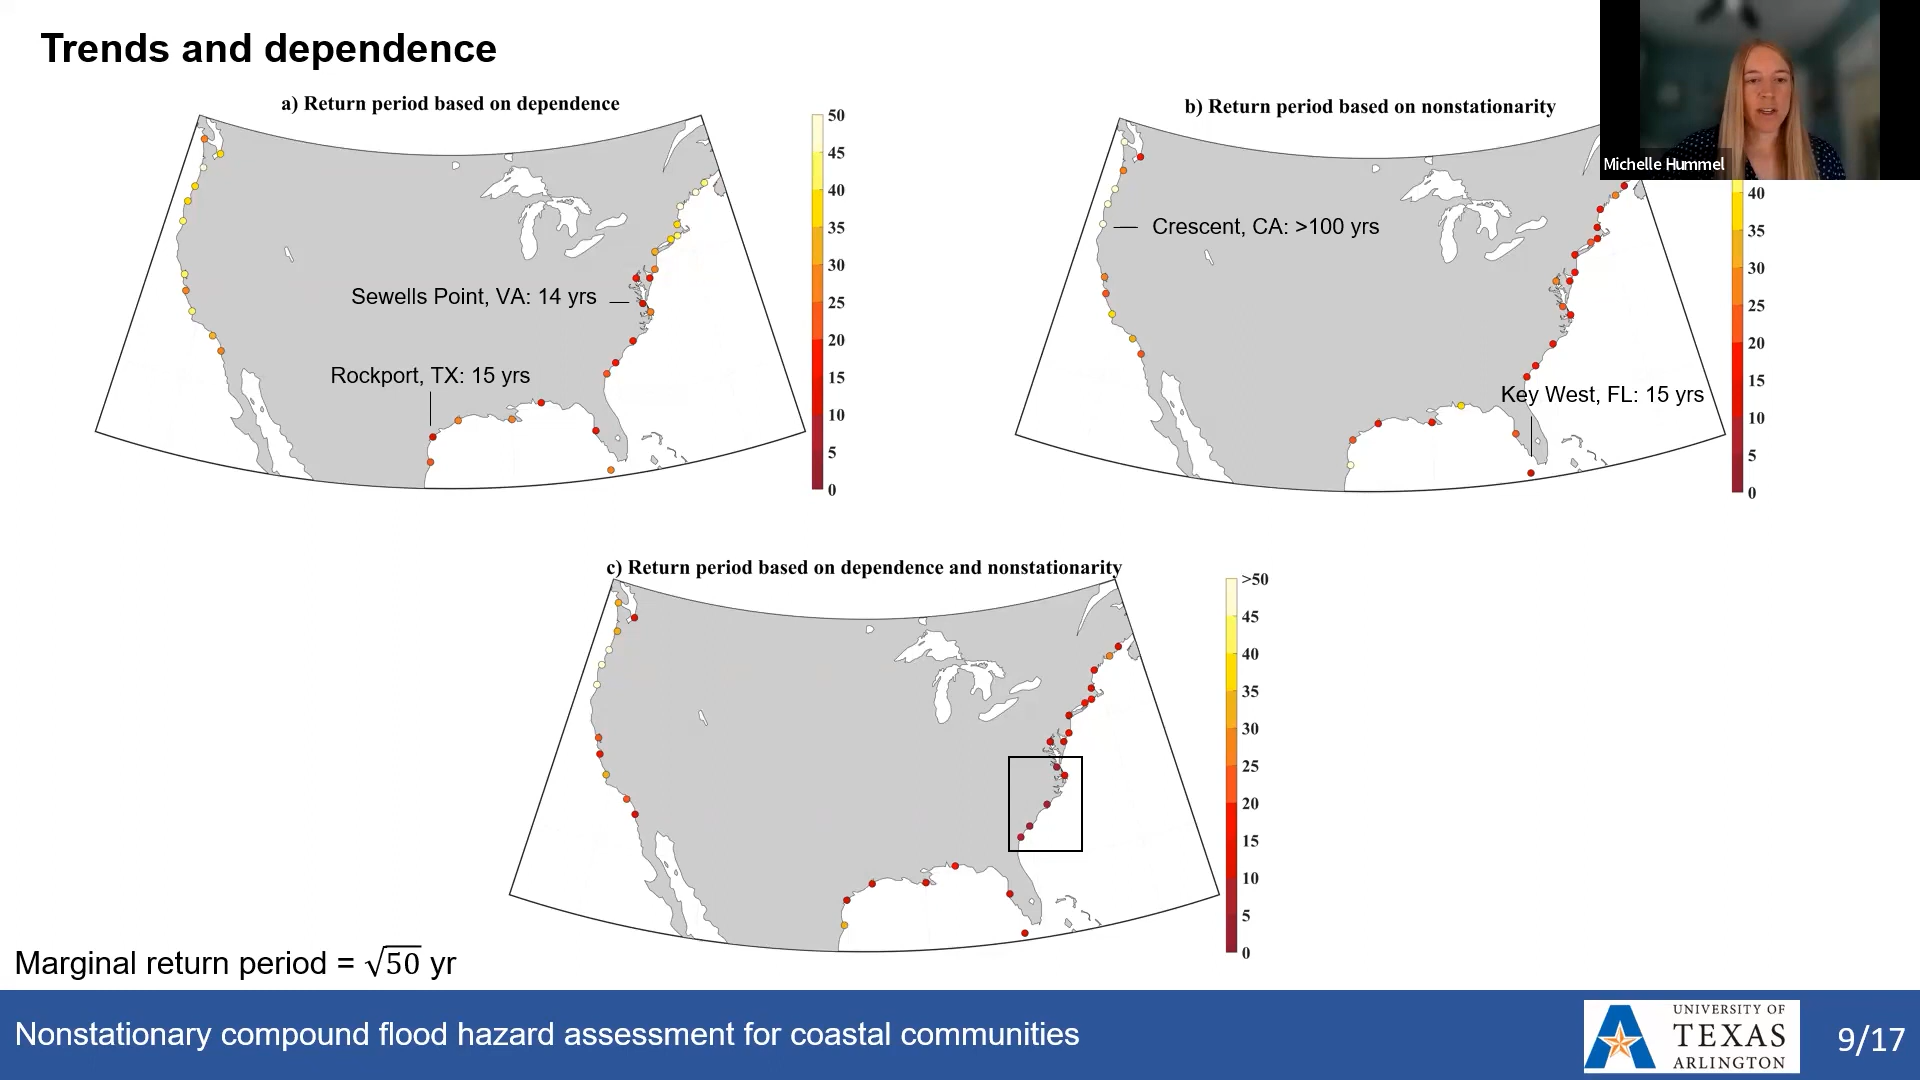 Trends and dependence
a) Return period based on dependence
50
45
40
35
30
25
20
15
10
5
0
Sewells Point, VA: 14 yrs
Rockport, TX: 15 yrs
b) Return period based on nonstationarity
Michelle Hummel
40
35
30
25
20
15
10
5
0
Crescent, CA: >100 yrs
Key West, FL: 15 yrs
c) Return period based on dependence and nonstationarity
>50
45
40
35
30
25
20
15
10
5
0
Marginal return period = √50 yr
Nonstationary compound flood hazard assessment for coastal communities
UNIVERSITY OF
TEXAS
ARLINGTON
9/17